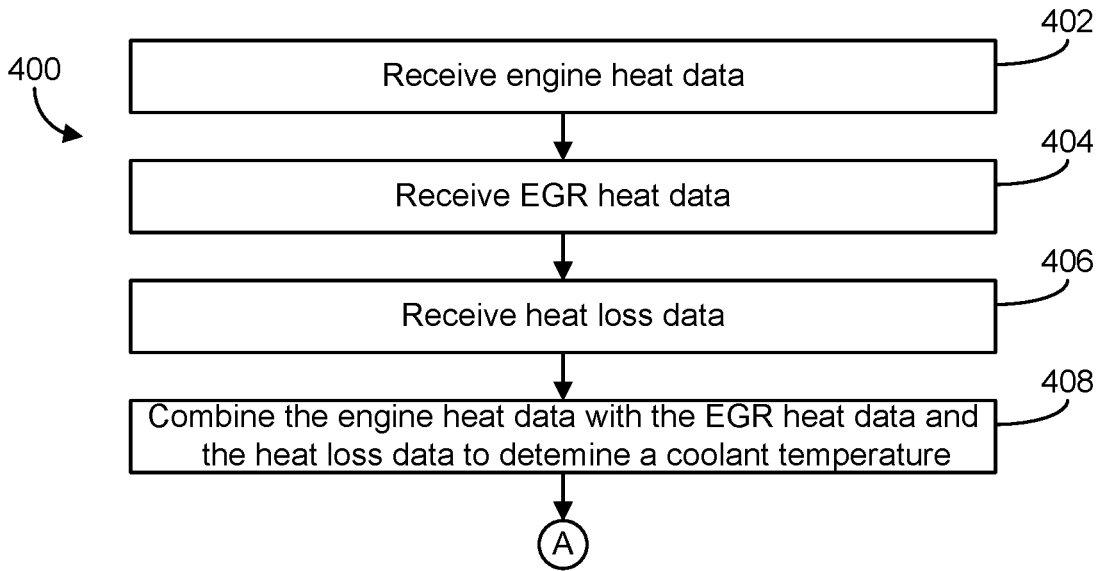 402
400
Receive engine heat data
404
Receive EGR heat data
406
Receive heat loss data
408
Combine the engine heat data with the EGR heat data and
the heat loss data to detemine a coolant temperature
A